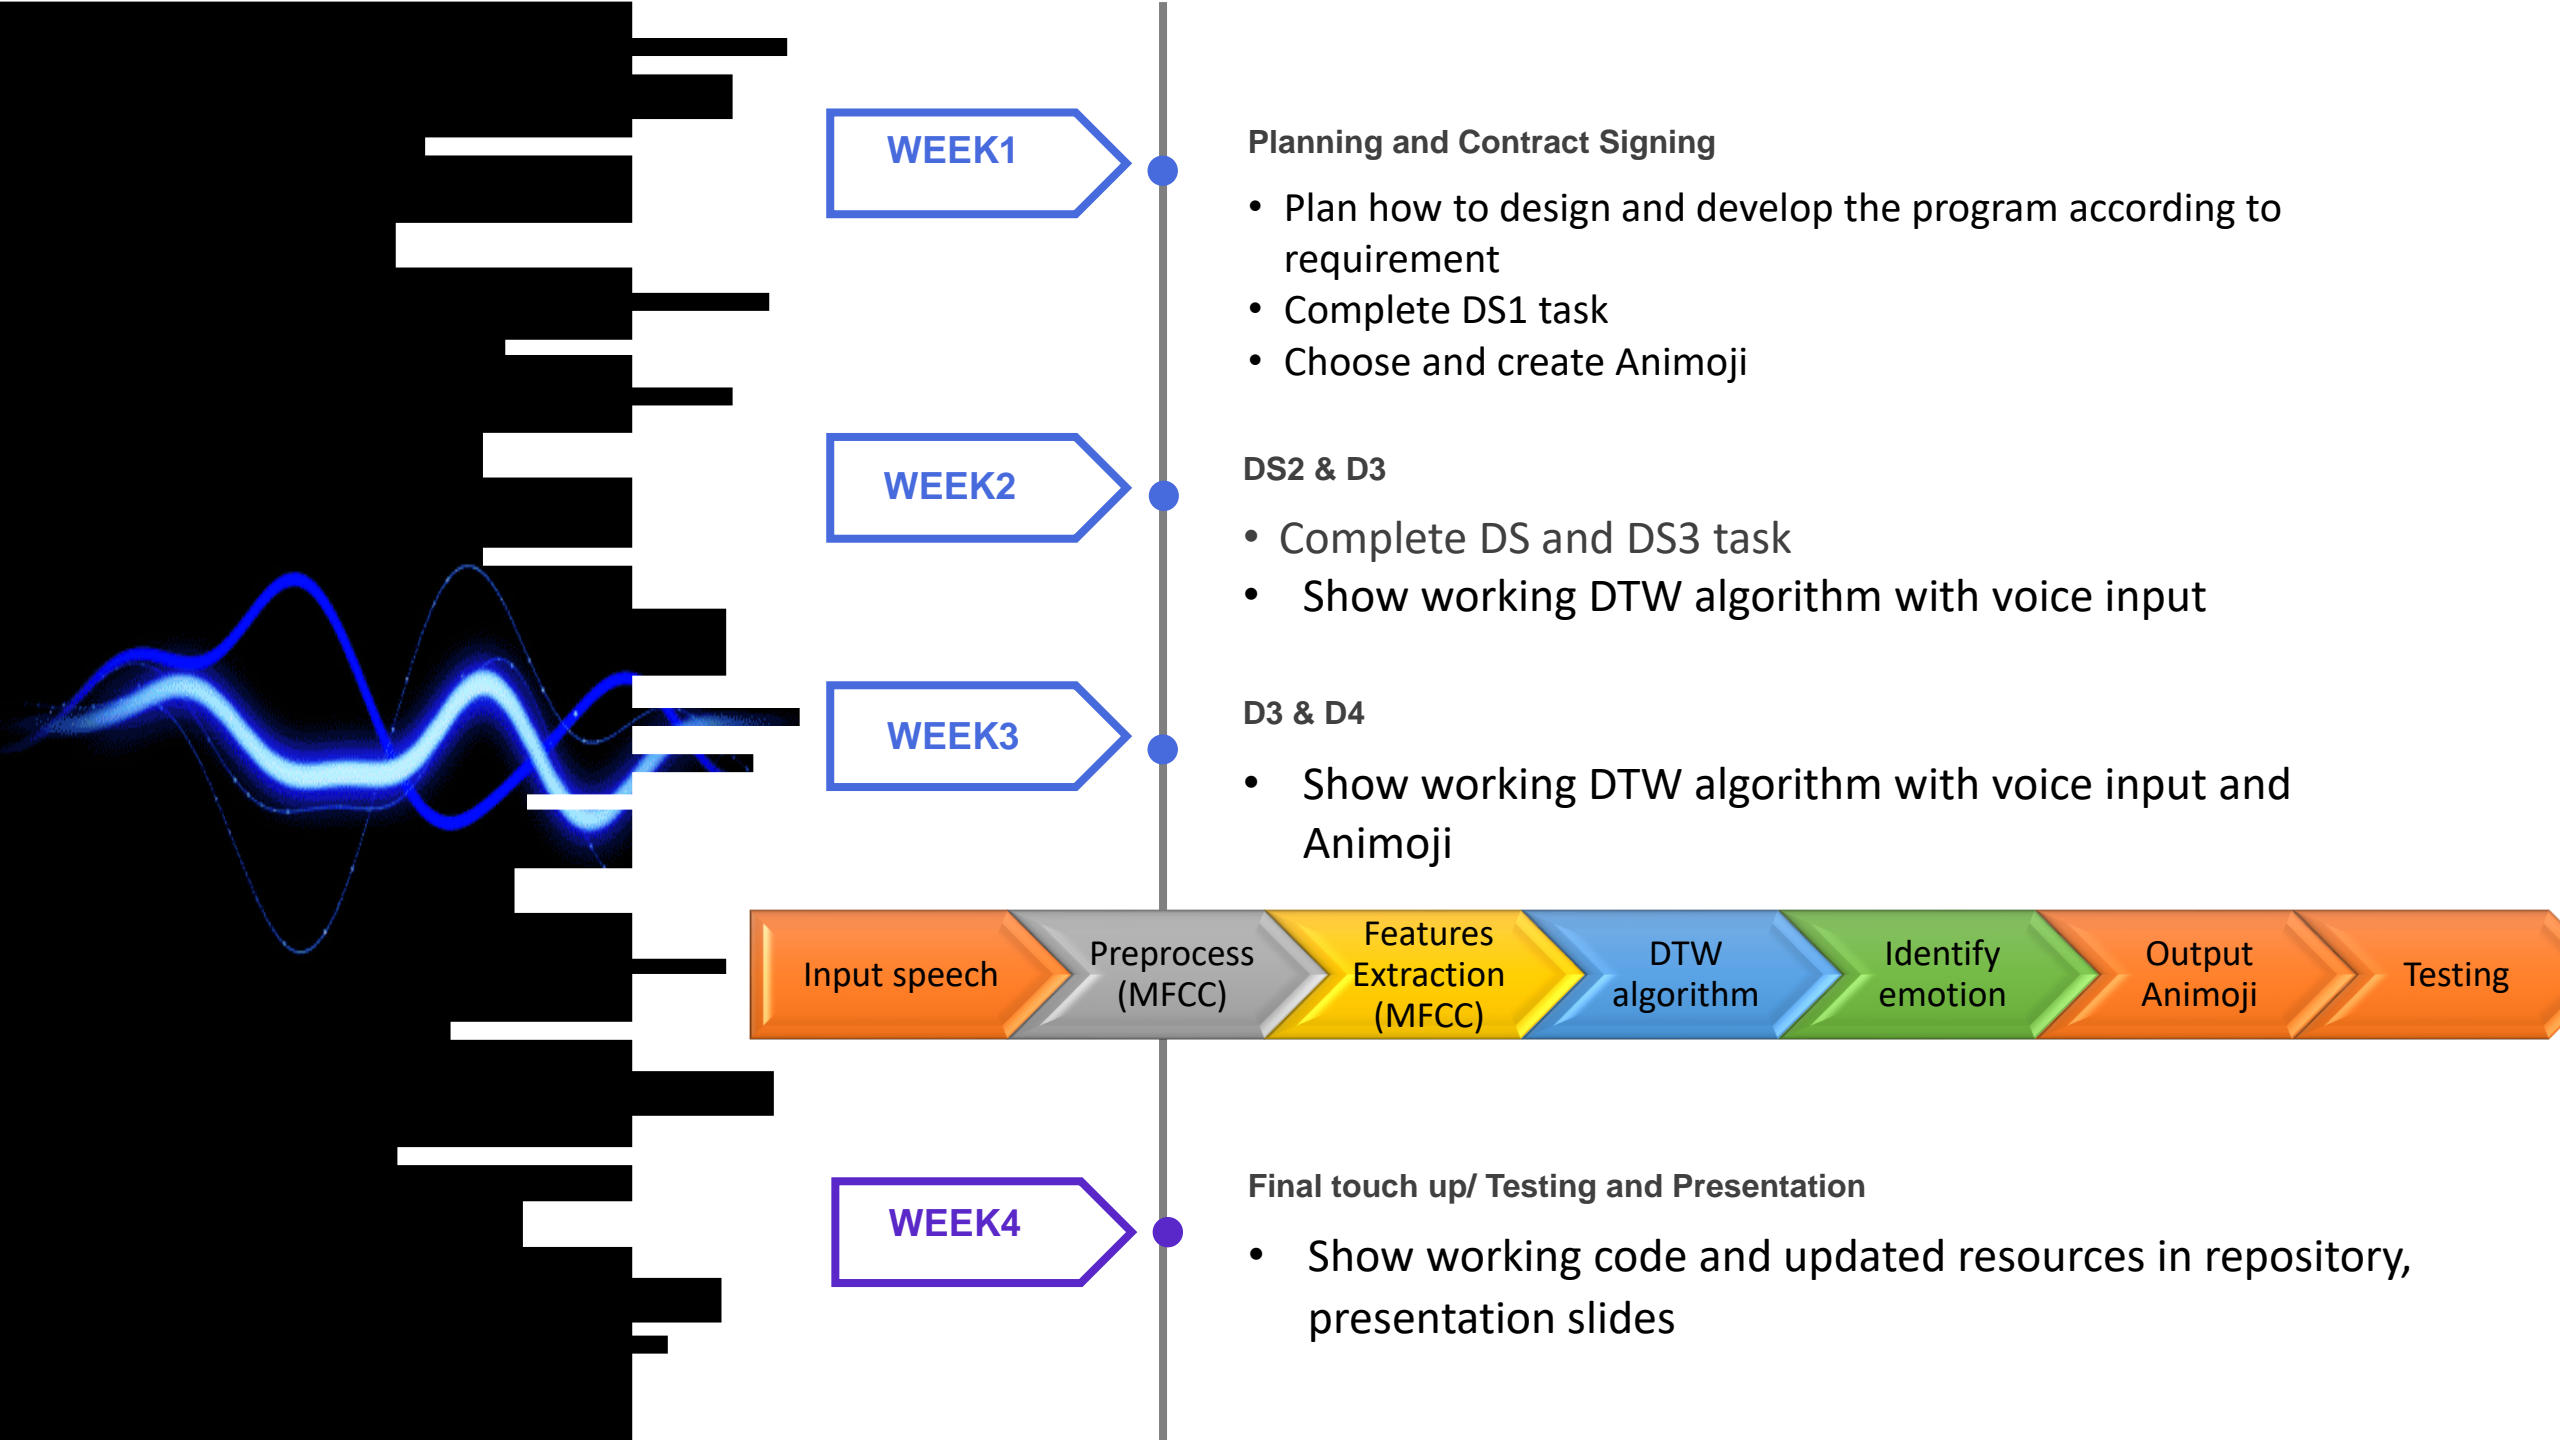 WEEK1
Planning and Contract Signing
• Plan how to design and develop the program according to
requirement
• Complete DS1 task
• Choose and create Animoji
WEEK2
DS2 & D3
• Complete DS and DS3 task
• Show working DTW algorithm with voice input
WEEK3
D3 & D4
• Show working DTW algorithm with voice input and
Animoji
Input speech
Preprocess
(MFCC)
Features
Extraction
(MFCC)
DTW
algorithm
Identify
emotion
Output
Animoji
Testing
WEEK4
Final touch up/ Testing and Presentation
• Show working code and updated resources in repository,
presentation slides